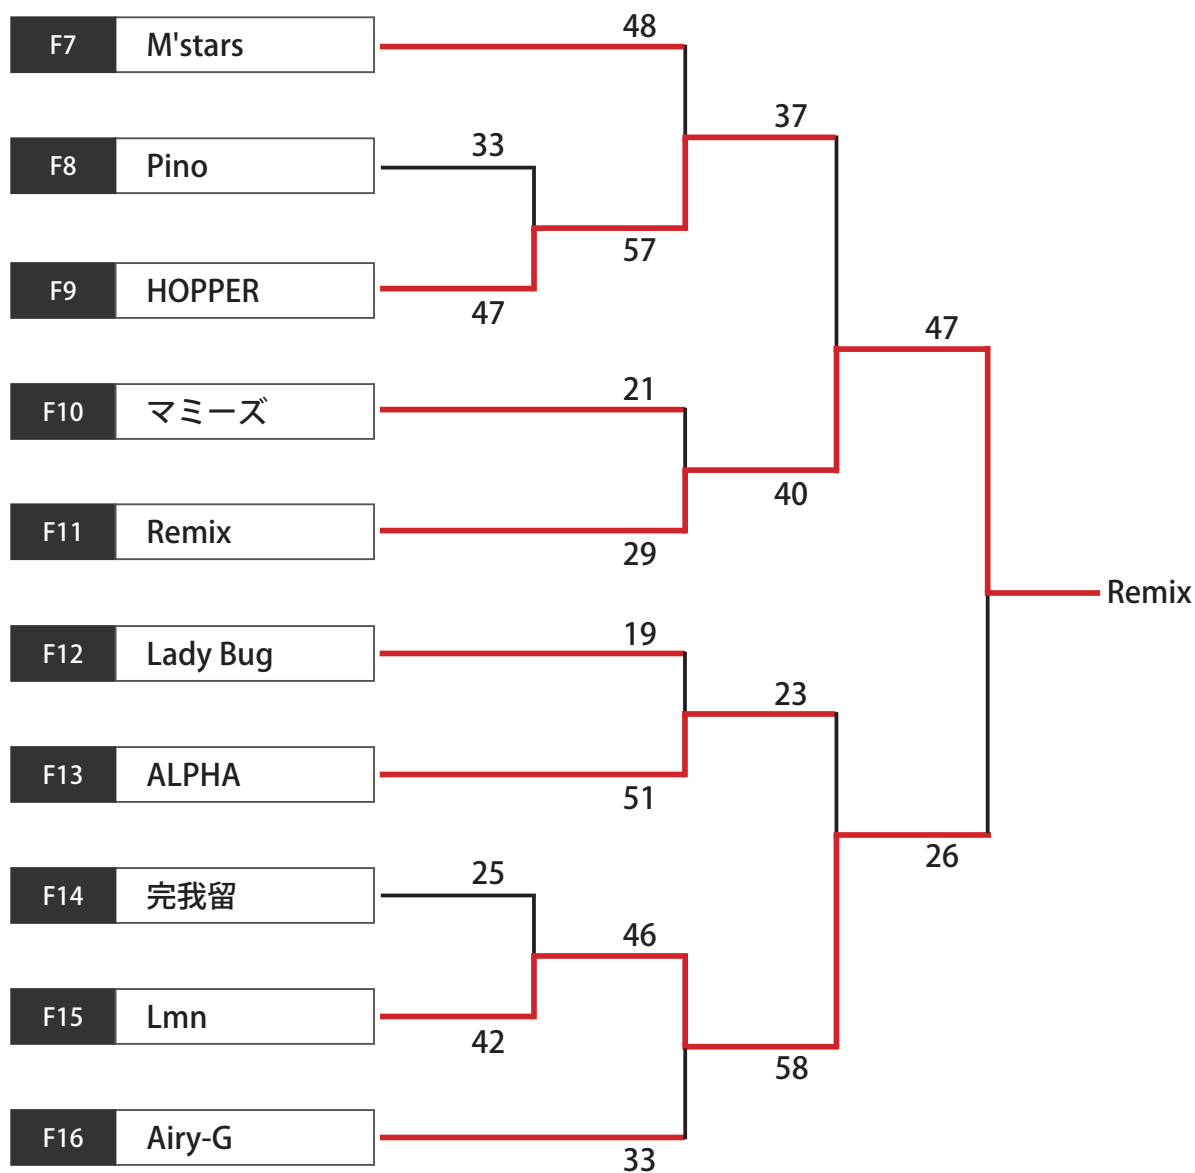 48
F7 M'stars
37
33
F8 Pino
57
F9 HOPPER
47
47
21
F10 マミーズ
40
F11 Remix
29
Remix
19
F12 Lady Bug
23
F13 ALPHA
51
26
25
F14 完我留
46
F15 Lmn
42
58
F16 Airy-G
33